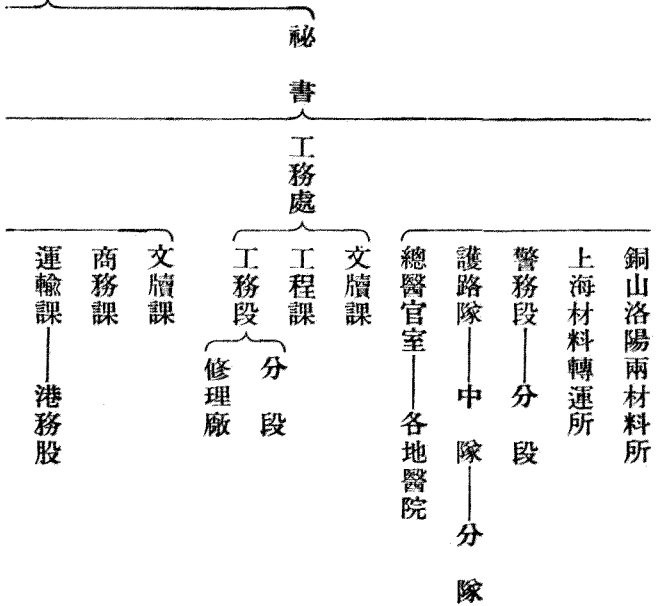 祕書
工務處
銅山洛陽兩材料所
上海材料轉運所
警務段
分段
護路隊
中隊
分隊
總醫官室
各地醫院
文牘課
工程課
工務段
分段
修理廠
文牘課
商務課
運輸課
港務股